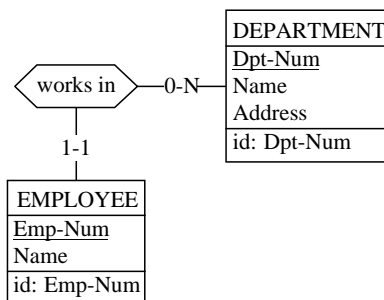 DEPARTMENT
Dpt-Num
Name
Address
id: Dpt-Num
works in
0-N
1-1
EMPLOYEE
Emp-Num
Name
id: Emp-Num